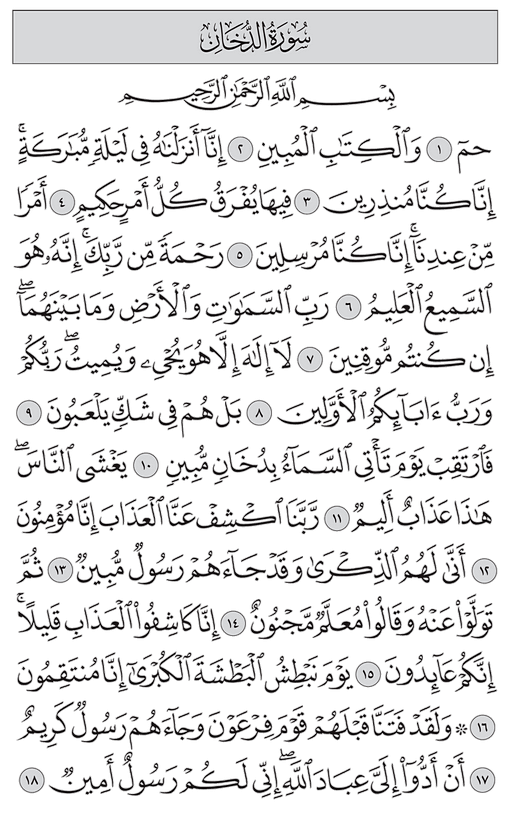 سُورَةُ الدُّخَانِ
بِسْمِ ٱللَّهِ ٱلرَّحْمَٰنِ ٱلرَّحِيمِ
حمٓ ١ وَٱلْكِتَٰبِ ٱلْمُبِينِ ٢ إِنَّآ أَنزَلْنَٰهُ فِى لَيْلَةٍ مُّبَٰرَكَةٍ ۚ
إِنَّا كُنَّا مُنذِرِينَ ٣ فِيهَا يُفْرَقُ كُلُّ أَمْرٍ حَكِيمٍ ٤ أَمْرًا
مِّنْ عِندِنَآ ۚ إِنَّا كُنَّا مُرْسِلِينَ ٥ رَحْمَةً مِّن رَّبِّكَ ۚ إِنَّهُۥ هُوَ
ٱلسَّمِيعُ ٱلْعَلِيمُ ٦ رَبِّ ٱلسَّمَٰوَٰتِ وَٱلْأَرْضِ وَمَا بَيْنَهُمَآ ۖ
إِن كُنتُم مُّوقِنِينَ ٧ لَآ إِلَٰهَ إِلَّا هُوَ يُحْىِۦ وَيُمِيتُ ۖ رَبُّكُمْ
وَرَبُّ ءَابَآئِكُمُ ٱلْأَوَّلِينَ ٨ بَلْ هُمْ فِى شَكٍّ يَلْعَبُونَ ٩
فَٱرْتَقِبْ يَوْمَ تَأْتِى ٱلسَّمَآءُ بِدُخَانٍ مُّبِينٍ ١٠ يَغْشَى ٱلنَّاسَ ۖ
هَٰذَا عَذَابٌ أَلِيمٌ ١١ رَّبَّنَا ٱكْشِفْ عَنَّا ٱلْعَذَابَ إِنَّا مُؤْمِنُونَ
١٢ أَنَّىٰ لَهُمُ ٱلذِّكْرَىٰ وَقَدْ جَآءَهُمْ رَسُولٌ مُّبِينٌ ١٣ ثُمَّ
تَوَلَّوْا۟ عَنْهُ وَقَالُوا۟ مُعَلَّمٌ مَّجْنُونٌ ١٤ إِنَّا كَاشِفُوا۟ ٱلْعَذَابِ قَلِيلًا ۚ
إِنَّكُمْ عَآئِدُونَ ١٥ يَوْمَ نَبْطِشُ ٱلْبَطْشَةَ ٱلْكُبْرَىٰٓ إِنَّا مُنتَقِمُونَ
١٦ ۞ وَلَقَدْ فَتَنَّا قَبْلَهُمْ قَوْمَ فِرْعَوْنَ وَجَآءَهُمْ رَسُولٌ كَرِيمٌ
١٧ أَنْ أَدُّوٓا۟ إِلَىَّ عِبَادَ ٱللَّهِ ۖ إِنِّى لَكُمْ رَسُولٌ أَمِينٌ ١٨